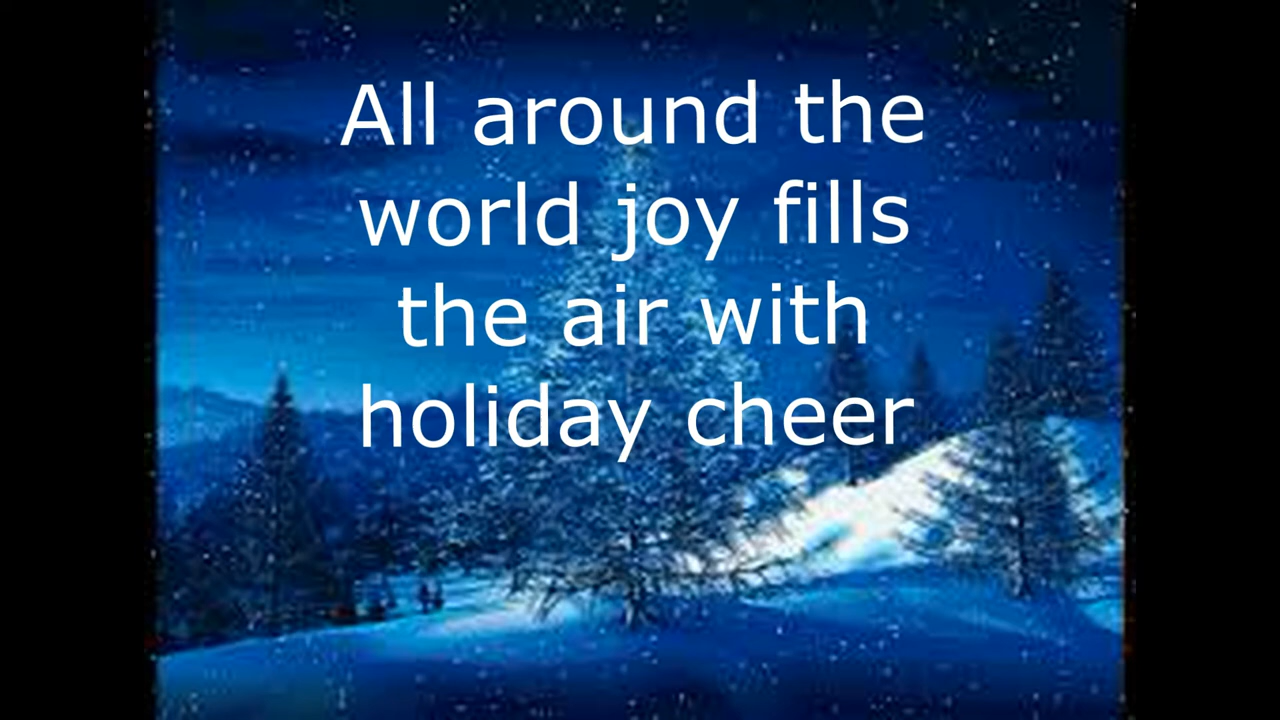 All around the
world joy fills
the air with
holiday cheer